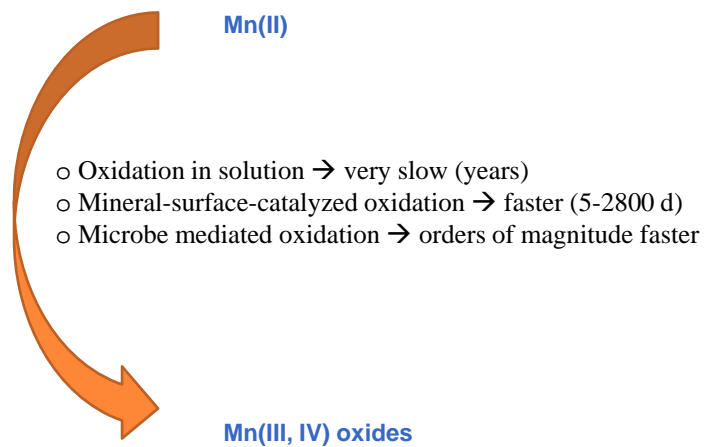 Mn(II)
o Oxidation in solution → very slow (years)
o Mineral-surface-catalyzed oxidation → faster (5-2800 d)
o Microbe mediated oxidation → orders of magnitude faster
Mn(III, IV) oxides